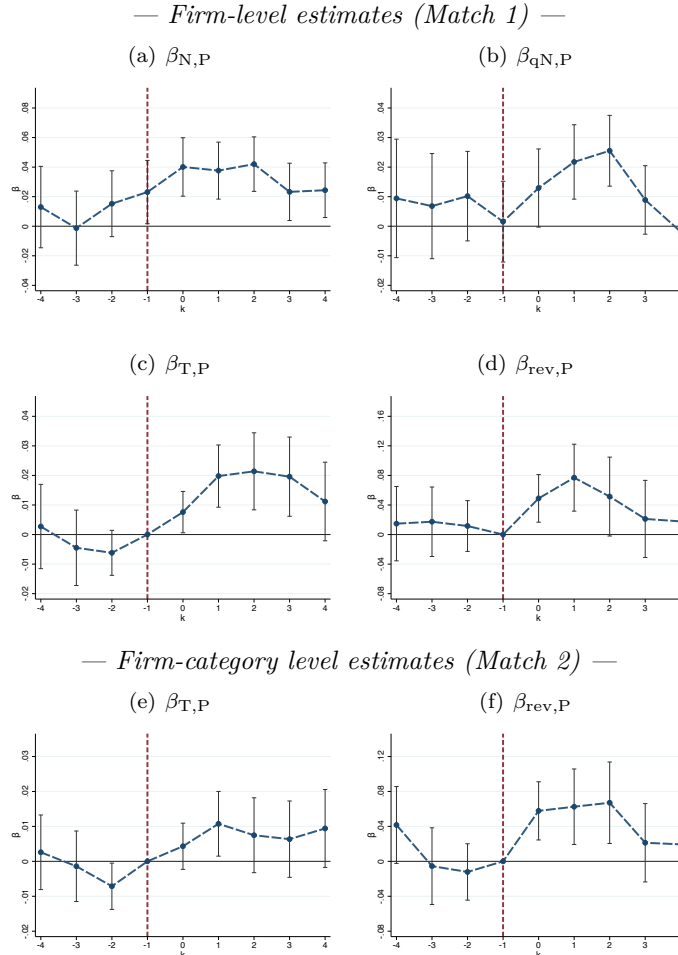 — Firm-level estimates (Match 1) —
(a) βN,P
(b) βqN,P
.08
.06
.04
.02
0
-.02
-.04
β
-4 -3 -2 -1 0 1 2 3 4
k
.04
.02
0
-.01
.02
β
-4 -3 -2 -1 0 1 2 3
k
(c) βT,P
(d) βrev,P
.04
.03
.02
.01
0
-.01
-.02
β
-4 -3 -2 -1 0 1 2 3 4
k
.16
.12
.08
.04
0
-.04
-.08
β
-4 -3 -2 -1 0 1 2 3
k
— Firm-category level estimates (Match 2) —
(e) βT,P
(f) βrev,P
.03
.02
.01
0
-.01
-.02
β
-4 -3 -2 -1 0 1 2 3 4
k
.12
.08
.04
0
-.04
-.08
β
-4 -3 -2 -1 0 1 2 3
k